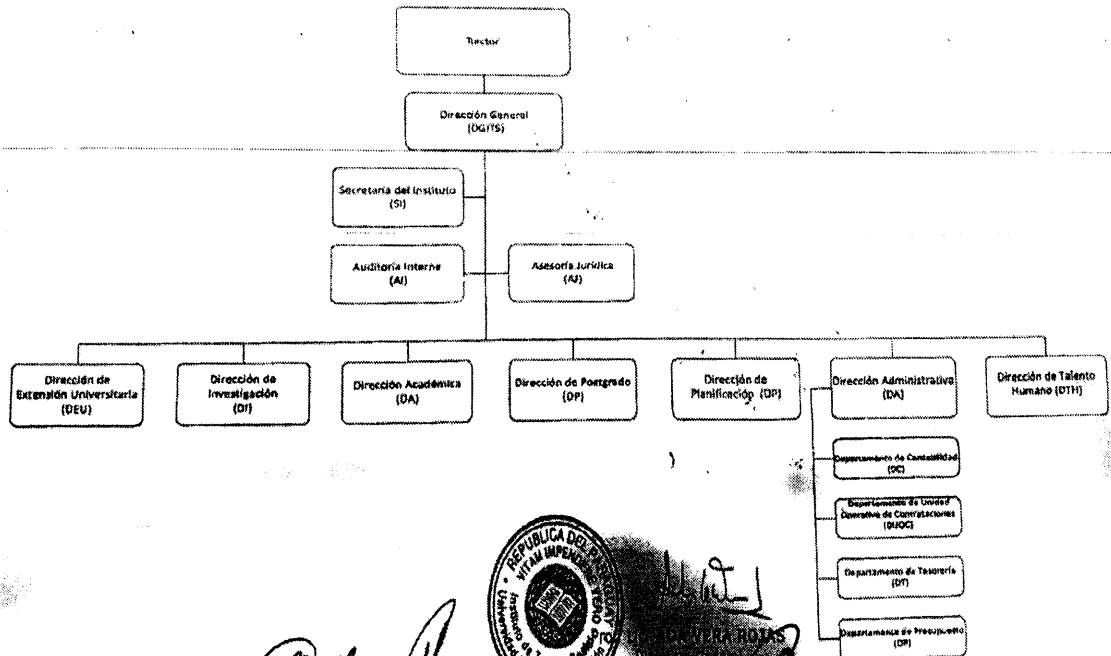 Rector
Dirección General
(DGITS)
Secretaría del Instituto
(SI)
Auditoría Interna
(AI)
Asesoría Jurídica
(AJ)
Dirección de
Extensión Universitaria
(DEU)
Dirección de
Investigación
(DI)
Dirección Académica
(DA)
Dirección de Postgrado
(DP)
Dirección de
Planificación (DP)
Dirección Administrativa
(DA)
Dirección de Talento
Humano (DTH)
Departamento de Contabilidad
(DC)
Departamento de Unidad
Operativa de Contrataciones
(DUOC)
Departamento de Tesorería
(DT)
Departamento de Presupuesto
(DP)
REPUBLICA DEL PARAGUAY
VITAM IMPENDERE VERO
VERA ROJAS